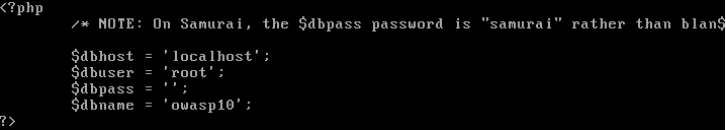 <?php
/* NOTE: On Samurai, the $dbpass password is "samurai" rather than blan$
$dbhost = 'localhost';
$dbuser = 'root';
$dbpass = '';
$dbname = 'owasp10';
?>